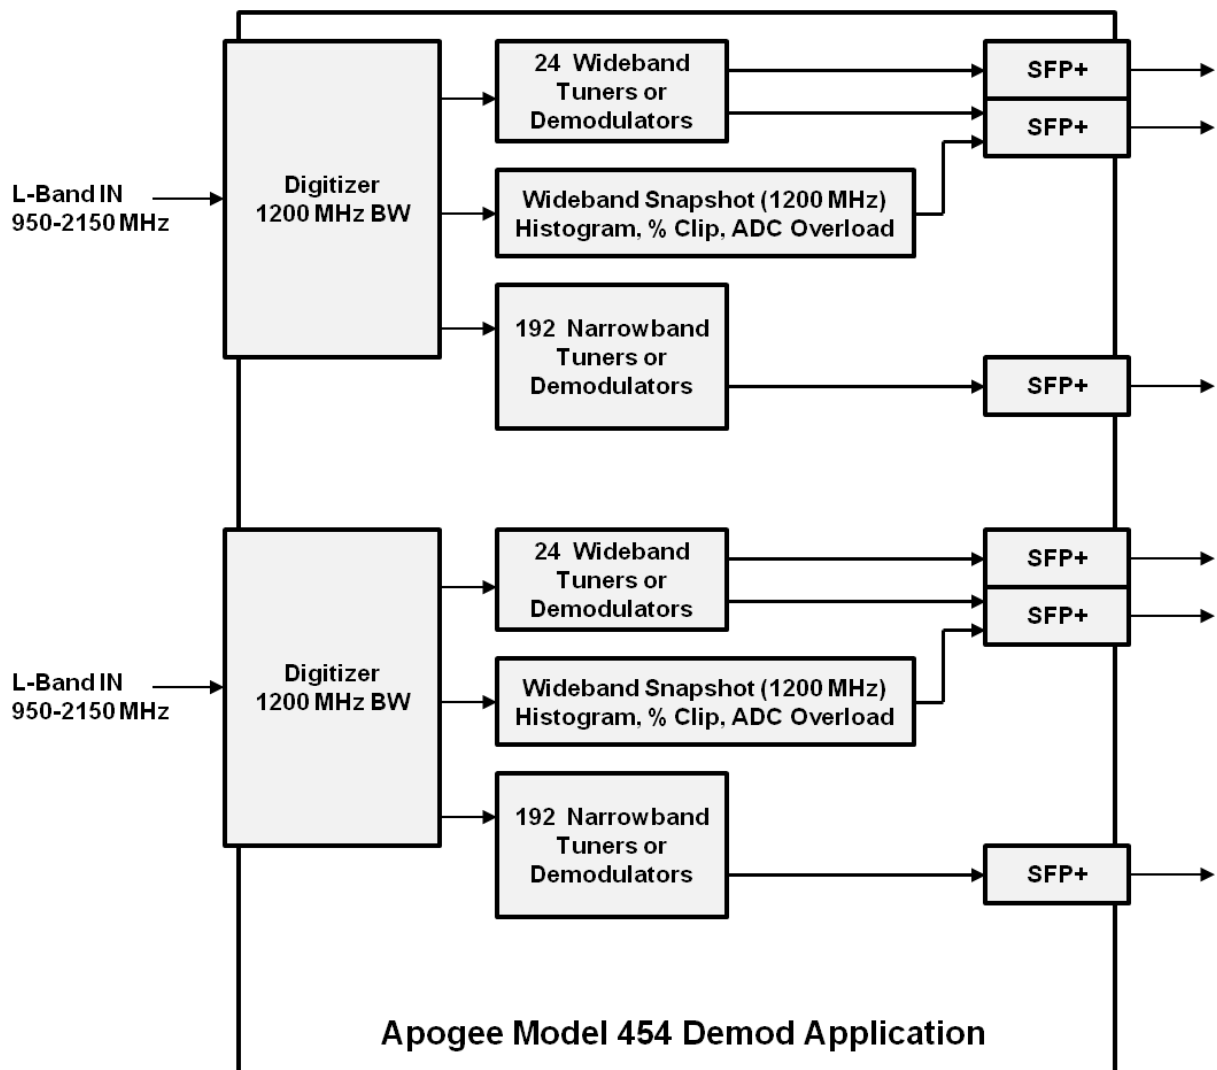 24 Wideband
Tuners or
Demodulators
SFP+
SFP+
L-Band IN
950-2150 MHz
Digitizer
1200 MHz BW
Wideband Snapshot (1200 MHz)
Histogram, % Clip, ADC Overload
192 Narrowband
Tuners or
Demodulators
SFP+
24 Wideband
Tuners or
Demodulators
SFP+
SFP+
L-Band IN
950-2150 MHz
Digitizer
1200 MHz BW
Wideband Snapshot (1200 MHz)
Histogram, % Clip, ADC Overload
192 Narrowband
Tuners or
Demodulators
SFP+
Apogee Model 454 Demod Application